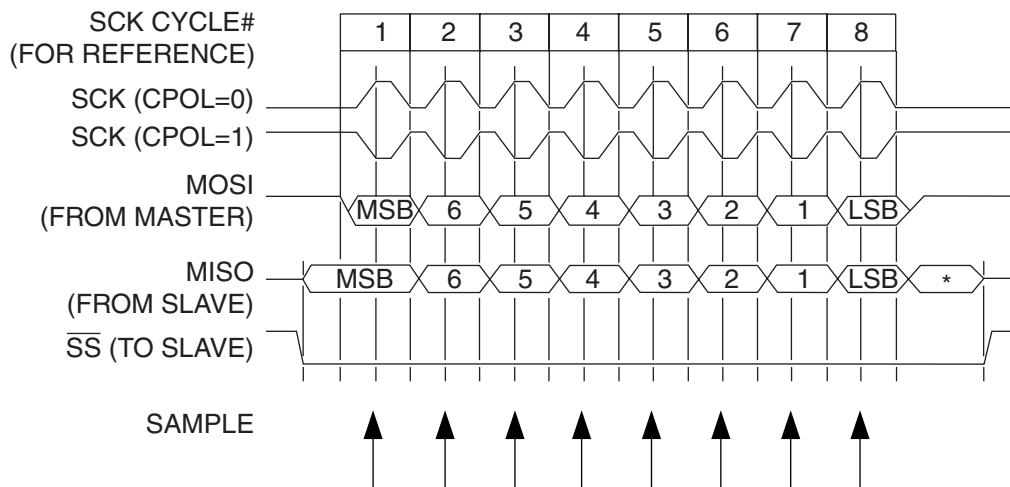 SCK CYCLE#
(FOR REFERENCE)
1 2 3 4 5 6 7 8
SCK (CPOL=0)
SCK (CPOL=1)
MOSI
(FROM MASTER)
MSB 6 5 4 3 2 1 LSB
MISO
(FROM SLAVE)
MSB 6 5 4 3 2 1 LSB *
S̅S̅ (TO SLAVE)
SAMPLE